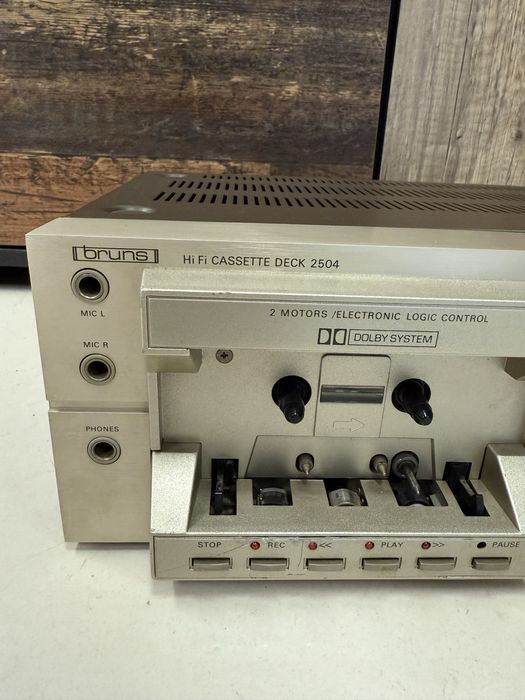 bruns
Hi Fi CASSETTE DECK 2504
MIC L
2 MOTORS /ELECTRONIC LOGIC CONTROL
DOLBY SYSTEM
MIC R
PHONES
STOP REC << PLAY >> PAUSE